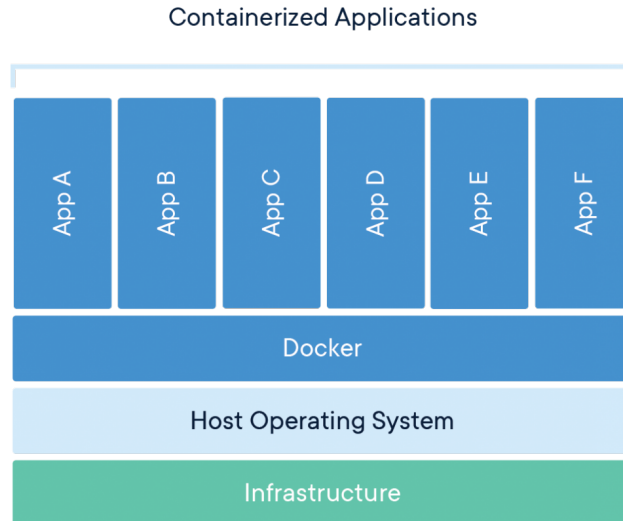 Containerized Applications
App A
App B
App C
App D
App E
App F
Docker
Host Operating System
Infrastructure